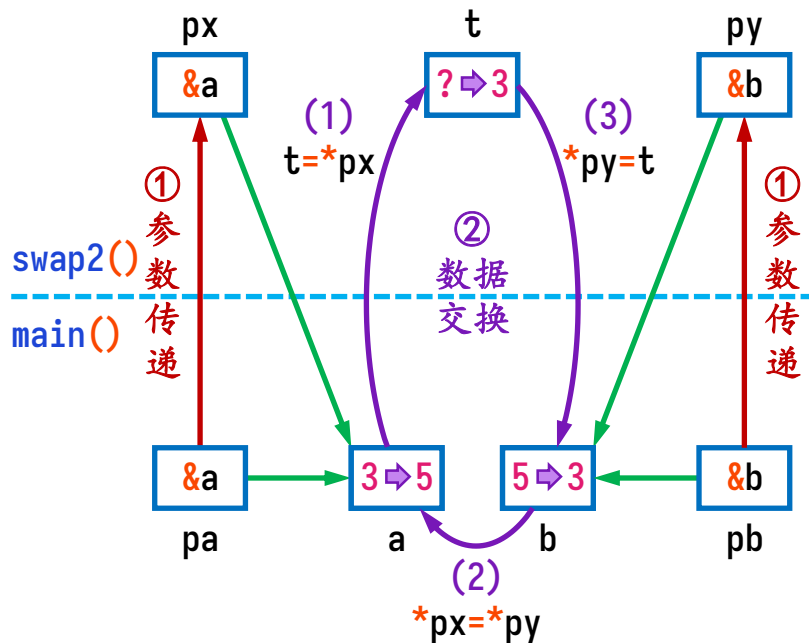 px
t
py
&a
?⇨3
&b
(1)
t=*px
(3)
*py=t
①
参
数
传
递
②
数据
交换
①
参
数
传
递
swap2()
main()
&a
3⇨5
5⇨3
&b
pa
a
b
pb
(2)
*px=*py